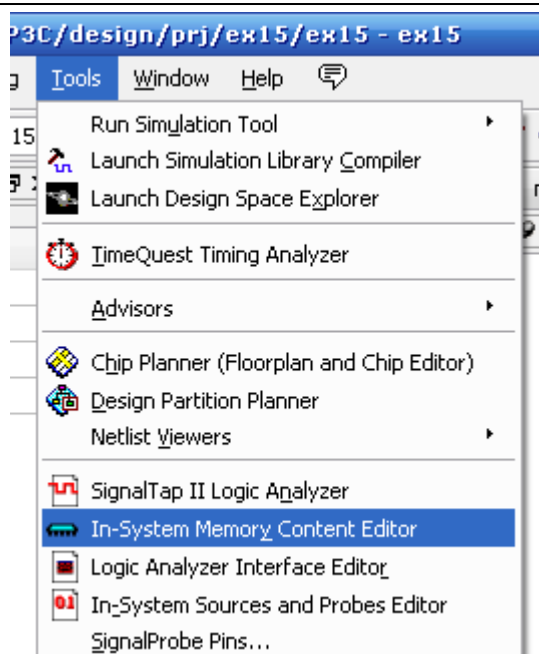 P3C/design/prj/ex15/ex15 - ex15
Tools Window Help
15
Run Simulation Tool
Launch Simulation Library Compiler
Launch Design Space Explorer
TimeQuest Timing Analyzer
Advisors
Chip Planner (Floorplan and Chip Editor)
Design Partition Planner
Netlist Viewers
SignalTap II Logic Analyzer
In-System Memory Content Editor
Logic Analyzer Interface Editor
In-System Sources and Probes Editor
SignalProbe Pins...